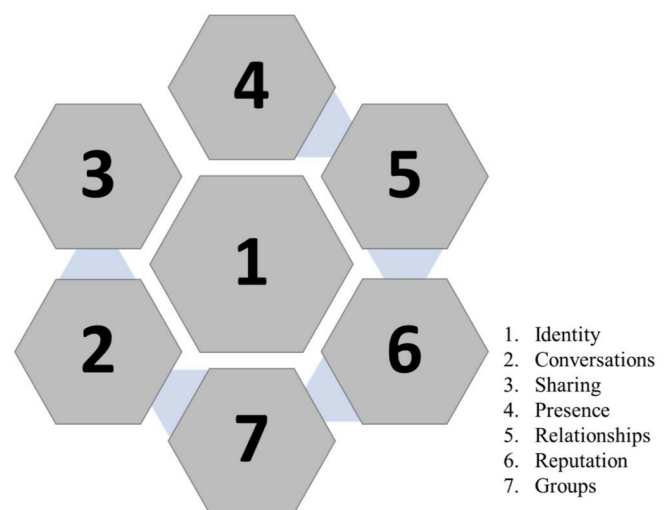 4
3
5
1
2
6
7
1. Identity
2. Conversations
3. Sharing
4. Presence
5. Relationships
6. Reputation
7. Groups